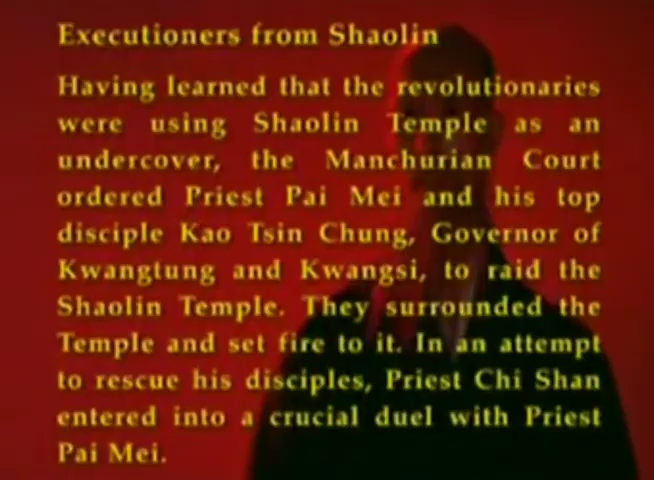 Executioners from Shaolin
Having learned that the revolutionaries
were using Shaolin Temple as an
undercover, the Manchurian Court
ordered Priest Pai Mei and his top
disciple Kao Tsin Chung, Governor of
Kwangtung and Kwangsi, to raid the
Shaolin Temple. They surrounded the
Temple and set fire to it. In an attempt
to rescue his disciples, Priest Chi Shan
entered into a crucial duel with Priest
Pai Mei.